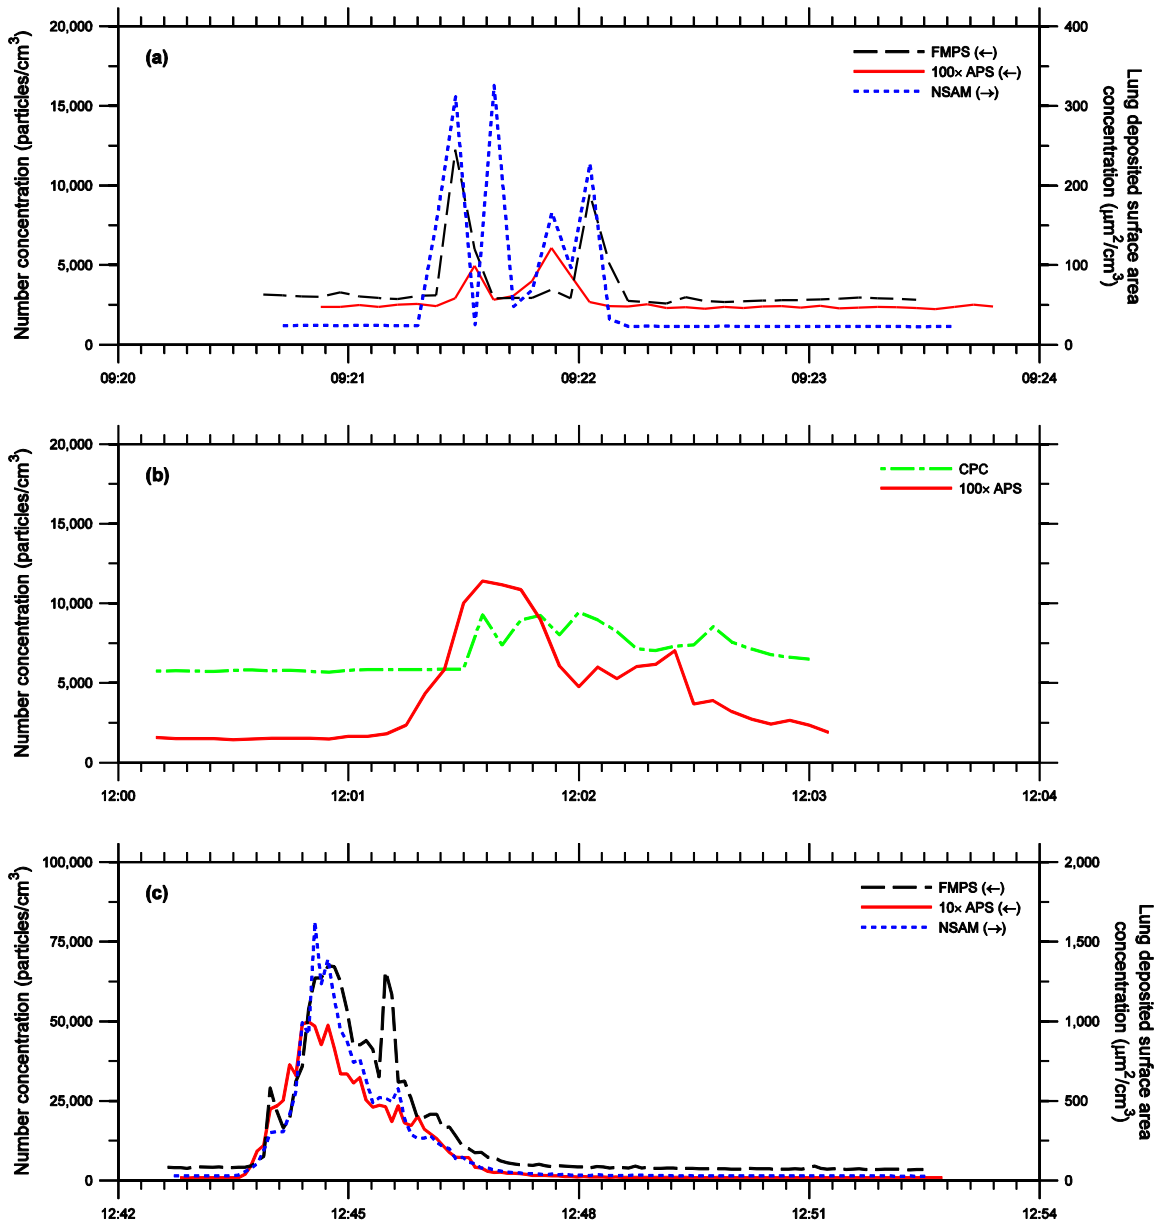 (a)
FMPS (←)
100× APS (←)
NSAM (→)
Number concentration (particles/cm³)
20,000
15,000
10,000
5,000
0
Lung deposited surface area
concentration (μm²/cm³)
400
300
200
100
0
09:20 09:21 09:22 09:23 09:24
(b)
CPC
100× APS
Number concentration (particles/cm³)
20,000
15,000
10,000
5,000
0
12:00 12:01 12:02 12:03 12:04
(c)
FMPS (←)
10× APS (←)
NSAM (→)
Number concentration (particles/cm³)
100,000
75,000
50,000
25,000
0
Lung deposited surface area
concentration (μm²/cm³)
2,000
1,500
1,000
500
0
12:42 12:45 12:48 12:51 12:54